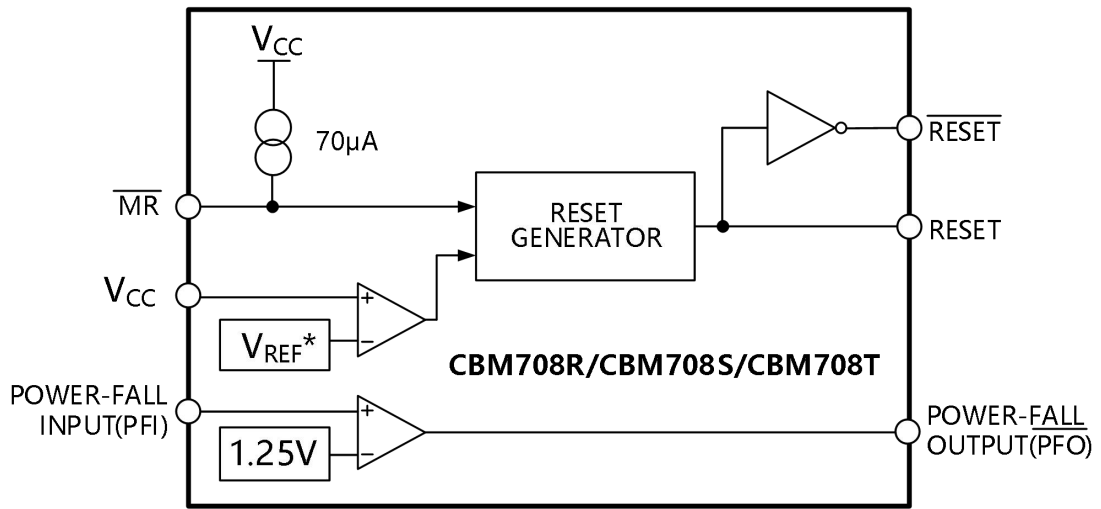 VCC
70μA
MR
RESET
GENERATOR
RESET
RESET
VCC
+
−
VREF*
CBM708R/CBM708S/CBM708T
POWER-FALL
INPUT(PFI)
+
−
1.25V
POWER-FALL
OUTPUT(PFO)